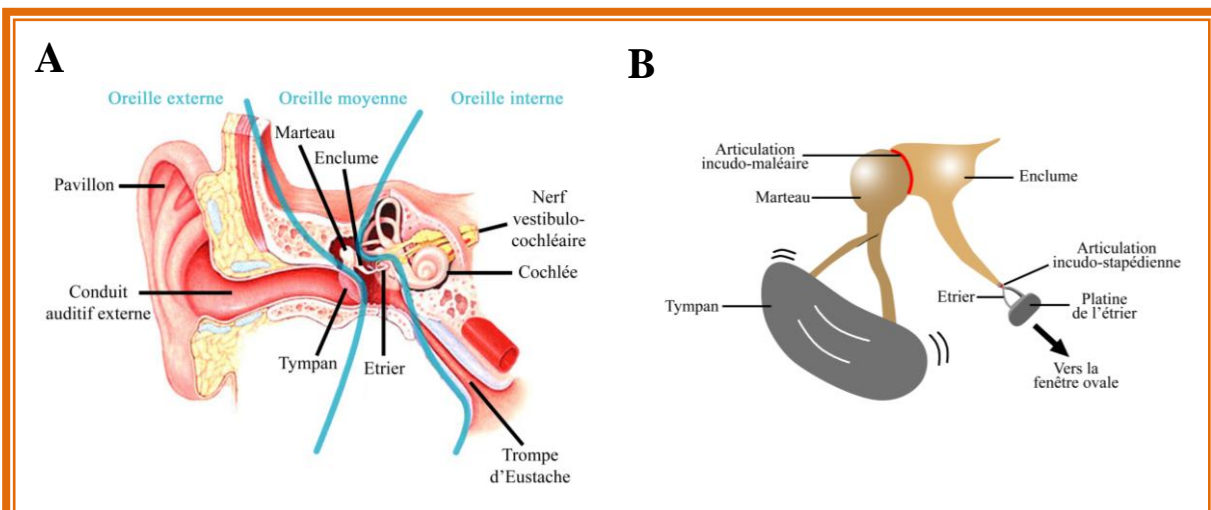 A
Oreille externe
Oreille moyenne
Oreille interne
Marteau
Enclume
Pavillon
Nerf
vestibulo-
cochléaire
Cochlée
Conduit
auditif externe
Tympan
Etrier
Trompe
d'Eustache
B
Articulation
incudo-maléaire
Marteau
Enclume
Articulation
incudo-stapédienne
Etrier
Platine
de l'étrier
Tympan
Vers la
fenêtre ovale